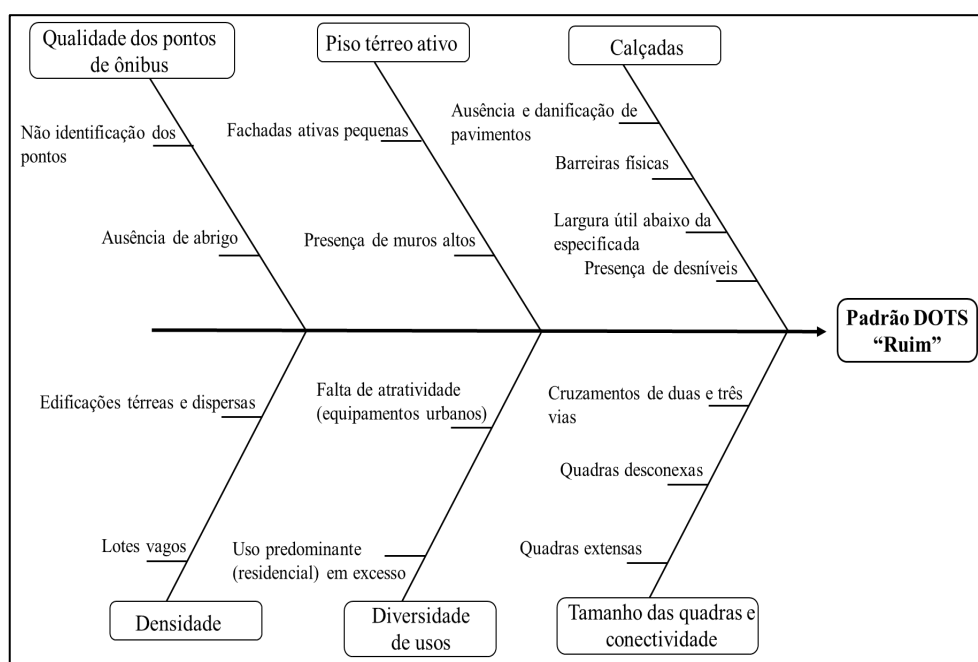 Qualidade dos pontos
de ônibus
Piso térreo ativo
Calçadas
Ausência e danificação de
pavimentos
Não identificação dos
pontos
Fachadas ativas pequenas
Barreiras físicas
Largura útil abaixo da
especificada
Ausência de abrigo
Presença de muros altos
Presença de desníveis
Padrão DOTS
“Ruim”
Edificações térreas e dispersas
Falta de atratividade
(equipamentos urbanos)
Cruzamentos de duas e três
vias
Quadras desconexas
Lotes vagos
Uso predominante
(residencial) em excesso
Quadras extensas
Densidade
Diversidade
de usos
Tamanho das quadras e
conectividade